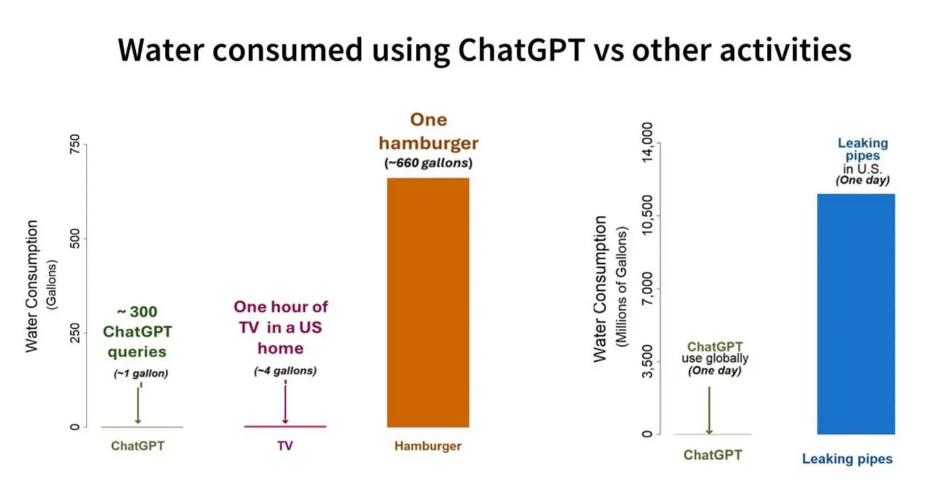 Water consumed using ChatGPT vs other activities
Water Consumption
(Gallons)
750
500
250
0
~ 300
ChatGPT
queries
(~1 gallon)
ChatGPT
One hour of
TV in a US
home
(~4 gallons)
TV
One
hamburger
(~660 gallons)
Hamburger
Water Consumption
(Millions of Gallons)
14,000
10,500
7,000
3,500
0
ChatGPT
use globally
(One day)
ChatGPT
Leaking
pipes
in U.S.
(One day)
Leaking pipes